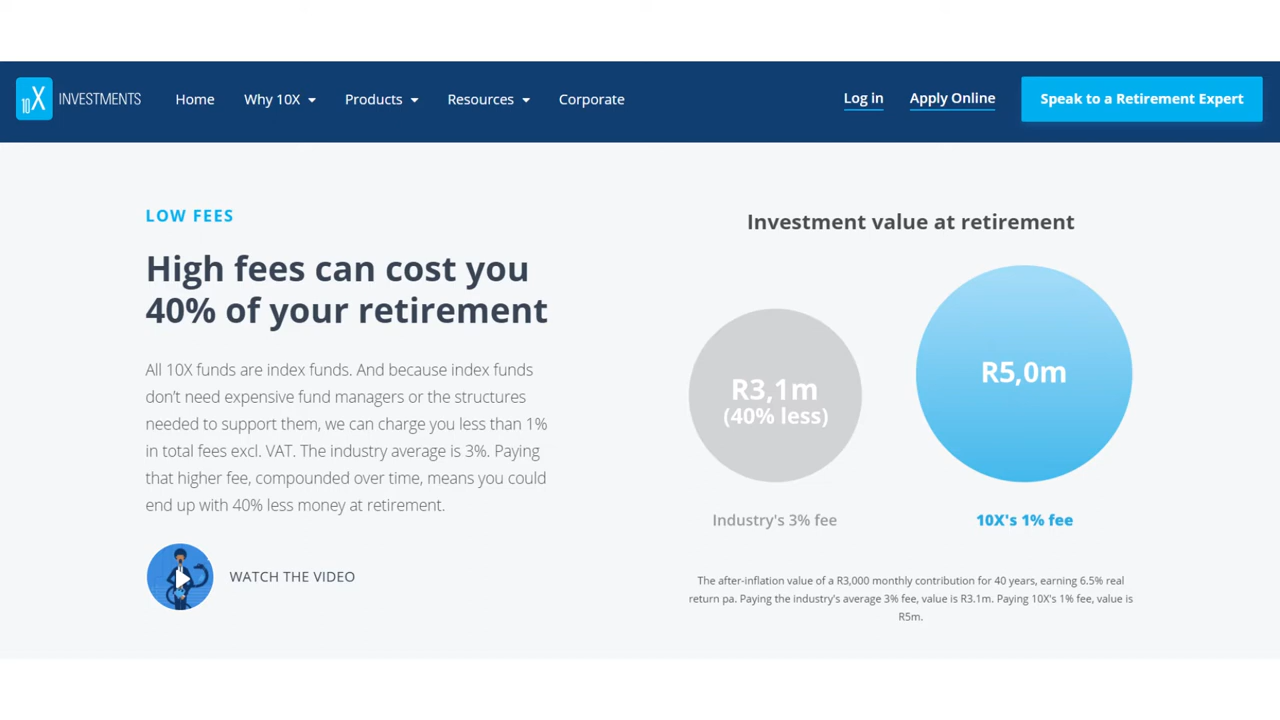 10X INVESTMENTS
Home
Why 10X
Products
Resources
Corporate
Log in
Apply Online
Speak to a Retirement Expert
LOW FEES
High fees can cost you
40% of your retirement
All 10X funds are index funds. And because index funds
don’t need expensive fund managers or the structures
needed to support them, we can charge you less than 1%
in total fees excl. VAT. The industry average is 3%. Paying
that higher fee, compounded over time, means you could
end up with 40% less money at retirement.
WATCH THE VIDEO
Investment value at retirement
R3,1m
(40% less)
Industry's 3% fee
R5,0m
10X's 1% fee
The after-inflation value of a R3,000 monthly contribution for 40 years, earning 6.5% real
return pa. Paying the industry's average 3% fee, value is R3.1m. Paying 10X's 1% fee, value is
R5m.